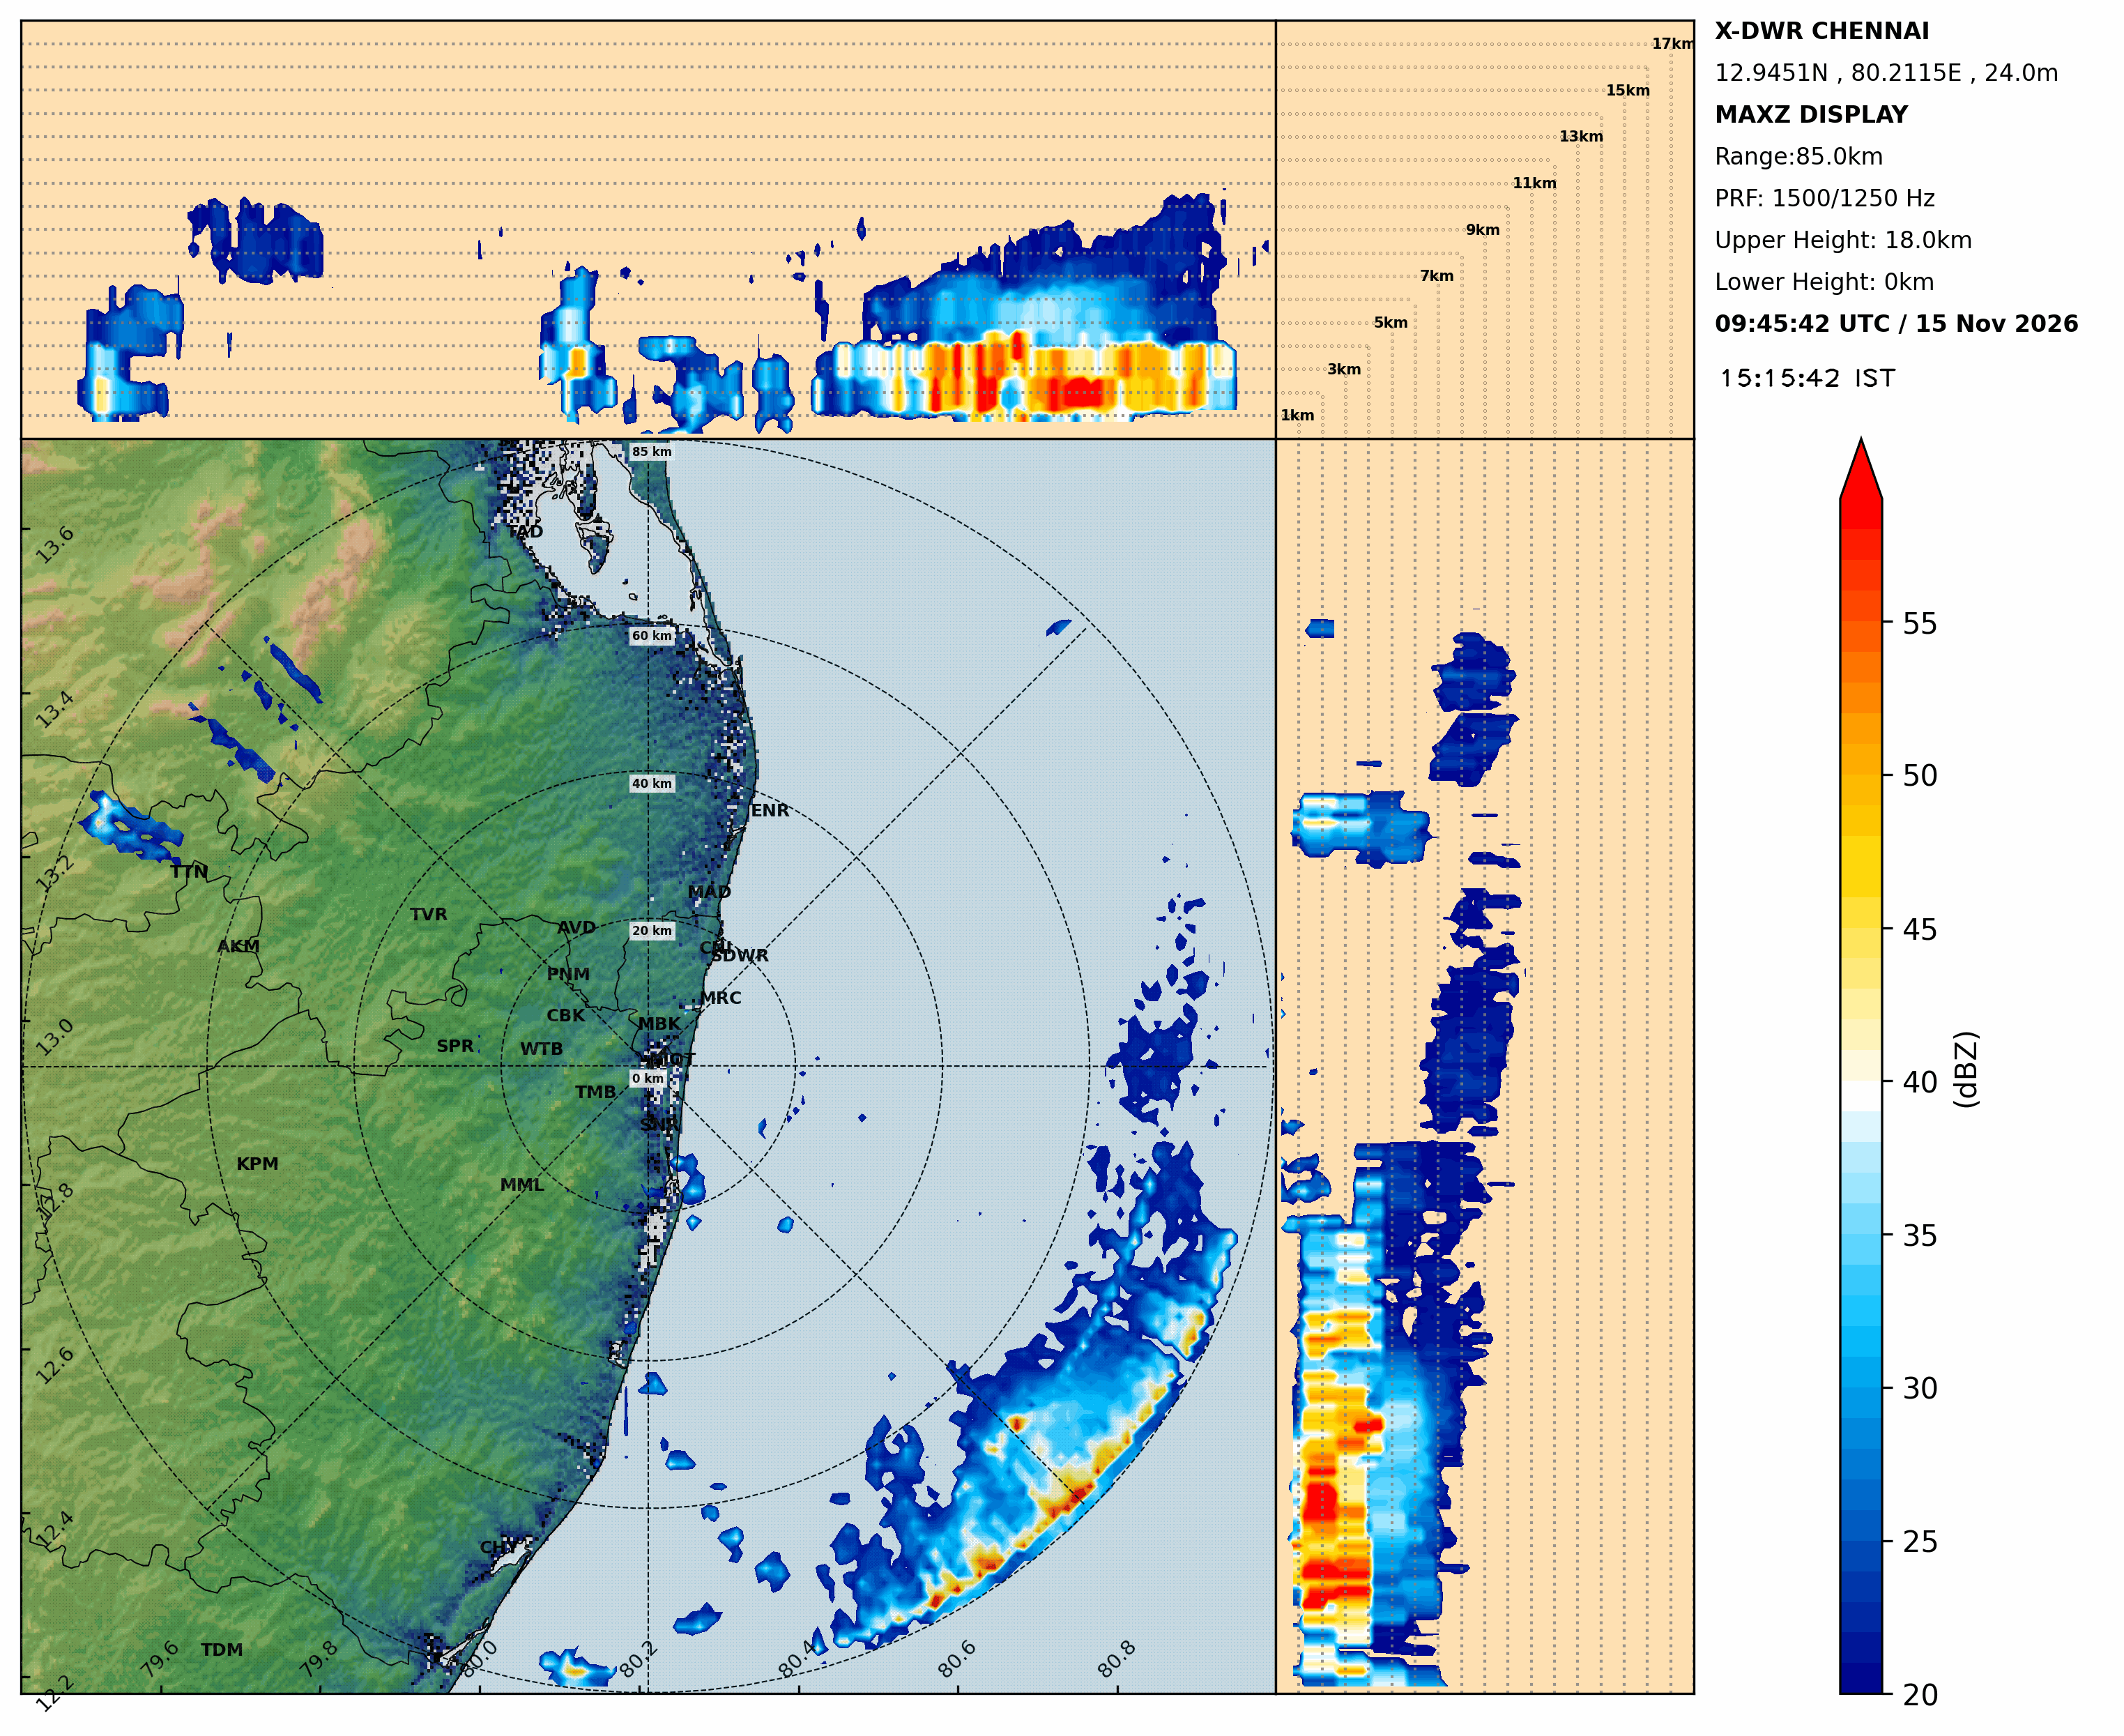 X-DWR CHENNAI
12.9451N , 80.2115E , 24.0m
MAXZ DISPLAY
Range:85.0km
PRF: 1500/1250 Hz
Upper Height: 18.0km
Lower Height: 0km
09:45:42 UTC / 15 Nov 2026
15:15:42 IST
17km
15km
13km
11km
9km
7km
5km
3km
1km
85 km
60 km
40 km
20 km
0 km
TAD
ENR
MAD
TTN
TVR
AVD
AKM
SDWR
PNM
MRC
CBK
MBK
SPR
WTB
TMB
SNR
KPM
MML
CHY
TDM
13.6
13.4
13.2
13.0
12.8
12.6
12.4
12.2
79.6
79.8
80.0
80.2
80.4
80.6
80.8
55
50
45
40
35
30
25
20
(dBZ)